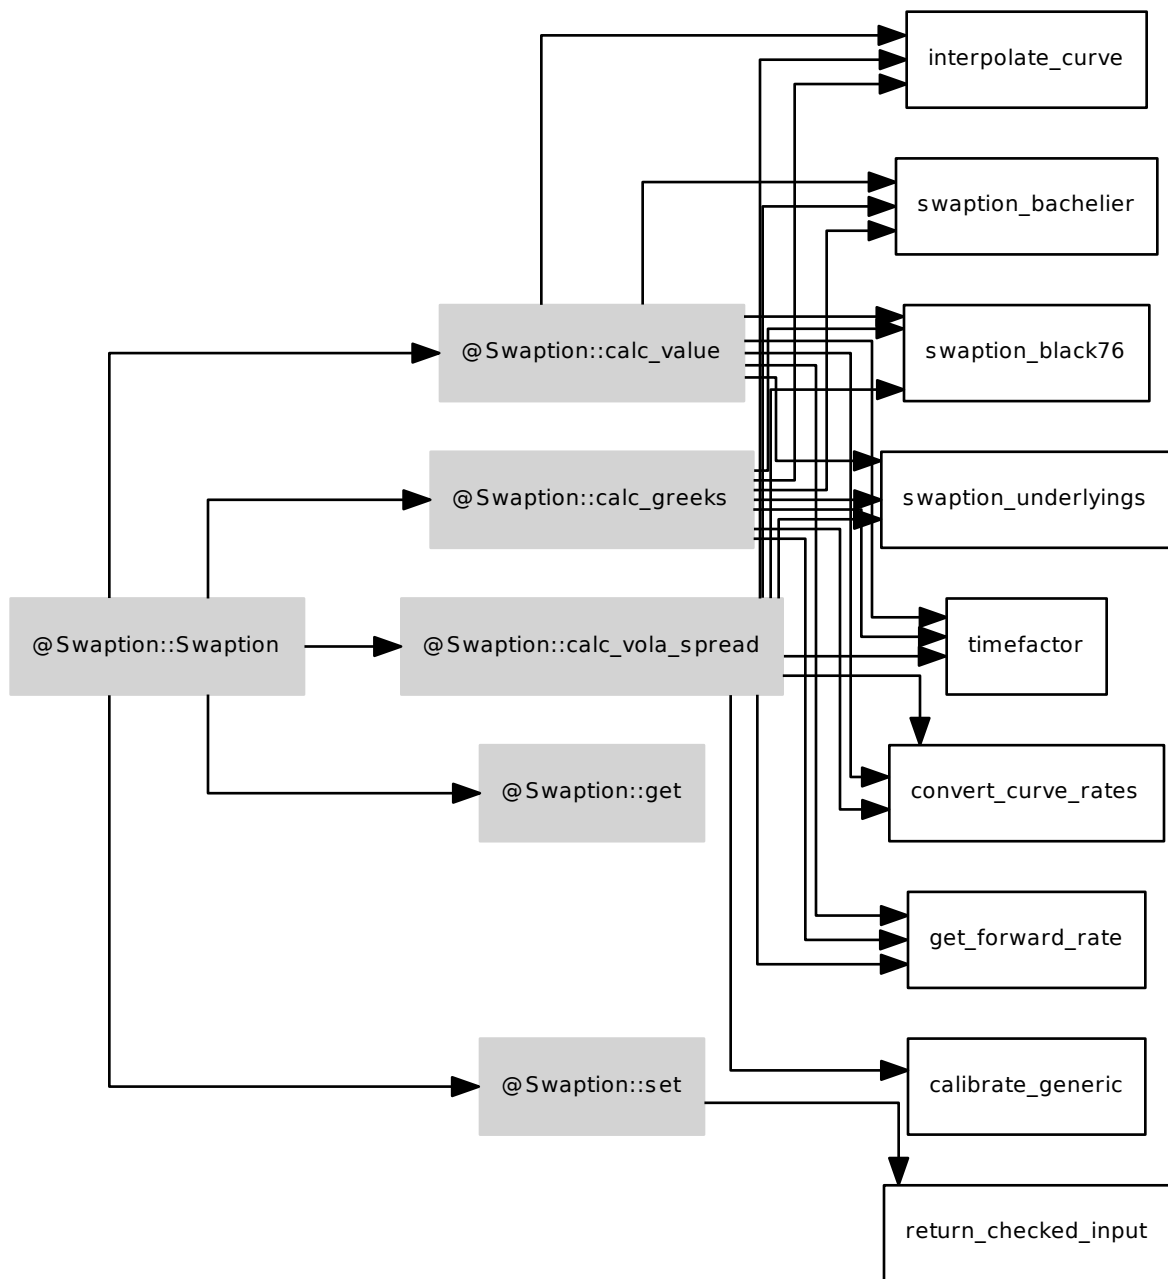 interpolate_curve
swaption_bachelier
@Swaption::calc_value
swaption_black76
@Swaption::calc_greeks
swaption_underlyings
@Swaption::Swaption
@Swaption::calc_vola_spread
timefactor
@Swaption::get
convert_curve_rates
get_forward_rate
@Swaption::set
calibrate_generic
return_checked_input